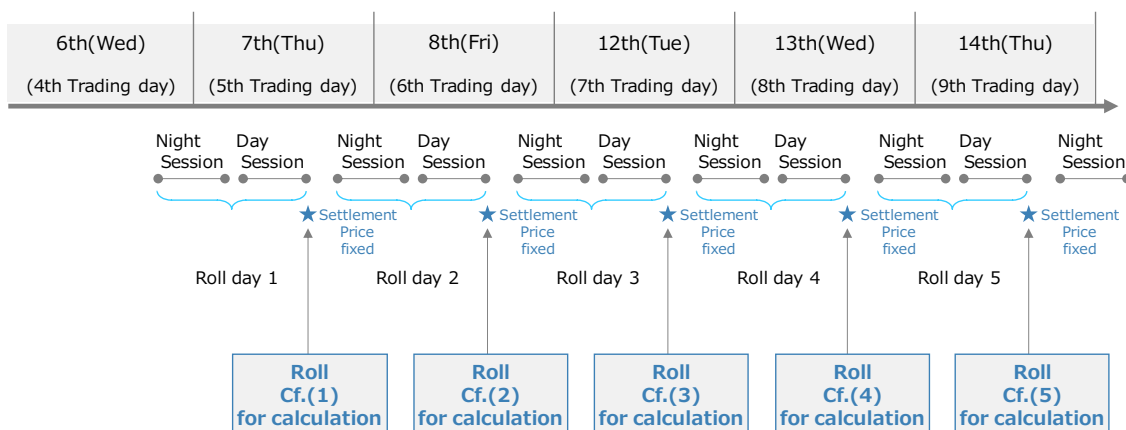 6th(Wed) 7th(Thu) 8th(Fri) 12th(Tue) 13th(Wed) 14th(Thu)
(4th Trading day) (5th Trading day) (6th Trading day) (7th Trading day) (8th Trading day) (9th Trading day)
Night Day Night Day Night Day Night Day Night Day Night
Session Session Session Session Session Session Session Session Session Session Session
Settlement Settlement Settlement Settlement Settlement
Price Price Price Price Price
fixed fixed fixed fixed fixed
Roll day 1 Roll day 2 Roll day 3 Roll day 4 Roll day 5
Roll Roll Roll Roll Roll
Cf.(1) Cf.(2) Cf.(3) Cf.(4) Cf.(5)
for calculation for calculation for calculation for calculation for calculation